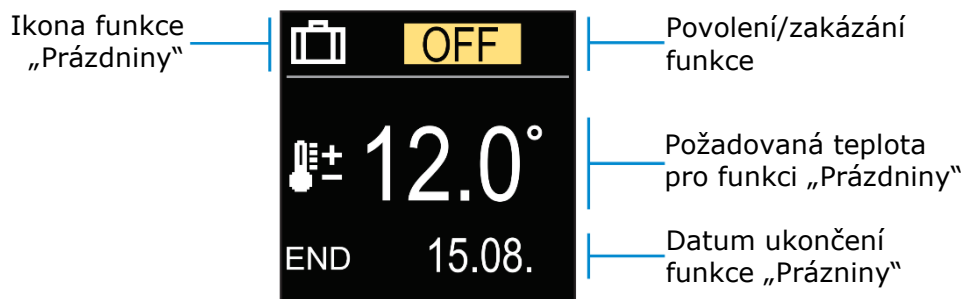 Ikona funkce
„Prázdniny“
OFF
Povolení/zakázání
funkce
12.0°
Požadovaná teplota
pro funkci „Prázdniny“
END 15.08.
Datum ukončení
funkce „Prázniny“